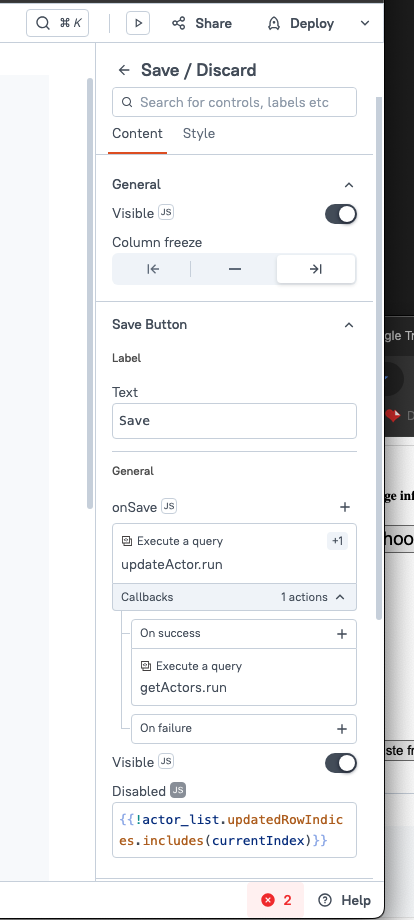 ⌘ K
Share
Deploy
Save / Discard
Search for controls, labels etc
Content
Style
General
Visible JS
Column freeze
Save Button
Label
Text
Save
General
onSave JS
Execute a query +1
updateActor.run
Callbacks 1 actions
On success
Execute a query
getActors.run
On failure
Visible JS
Disabled JS
{{!actor_list.updatedRowIndic
es.includes(currentIndex)}}
2
Help
gle Tr
D
ge inf
hoo
ste fr